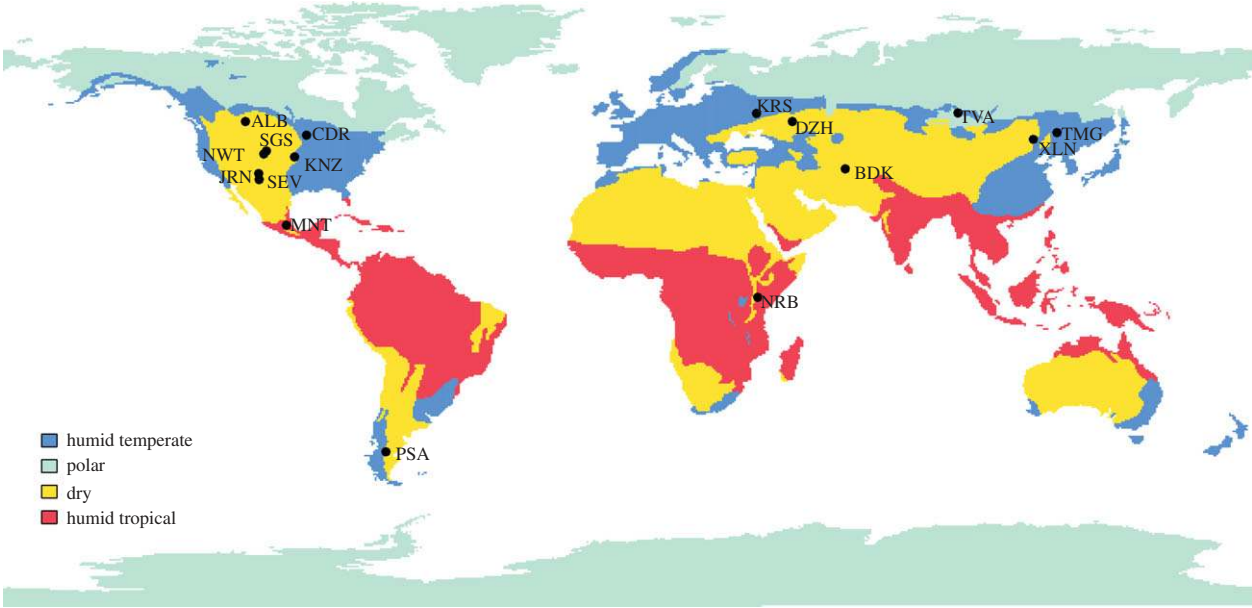 KRS
TVA
ALB
DZH
CDR
TMG
SGS
XLN
NWT
KNZ
BDK
JRN
SEV
MNT
NRB
humid temperate
PSA
polar
dry
humid tropical